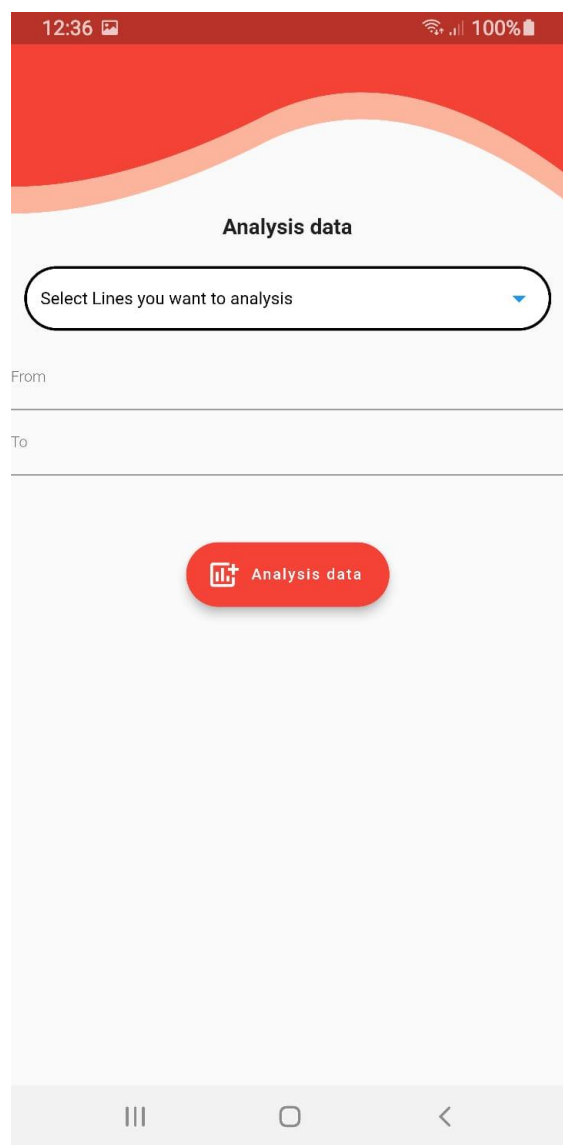 12:36 100%
Analysis data
Select Lines you want to analysis
From
To
Analysis data